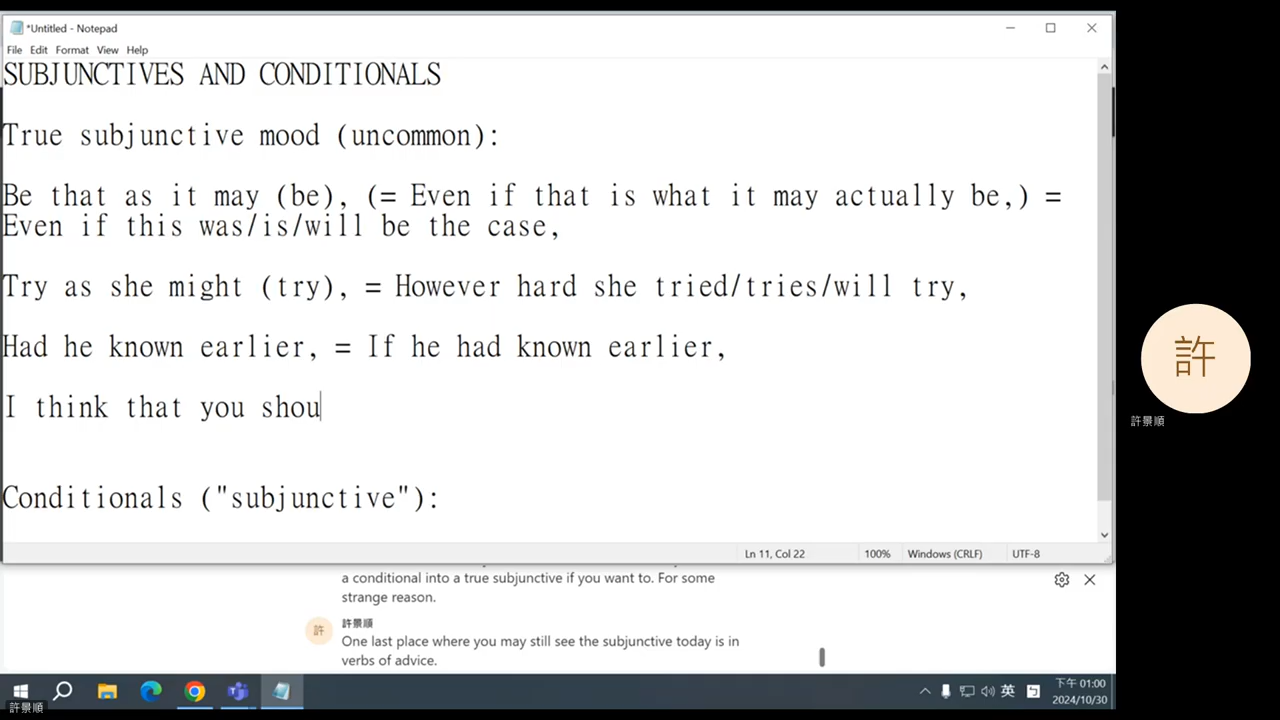 *Untitled - Notepad
File Edit Format View Help
SUBJUNCTIVES AND CONDITIONALS
True subjunctive mood (uncommon):
Be that as it may (be), (= Even if that is what it may actually be,) =
Even if this was/is/will be the case,
Try as she might (try), = However hard she tried/tries/will try,
Had he known earlier, = If he had known earlier,
I think that you shou
Conditionals ("subjunctive"):
Ln 11, Col 22 100% Windows (CRLF) UTF-8
a conditional into a true subjunctive if you want to. For some
strange reason.
許 許景順
One last place where you may still see the subjunctive today is in
verbs of advice.
許
許景順
英 下午 01:00
2024/10/30
許景順